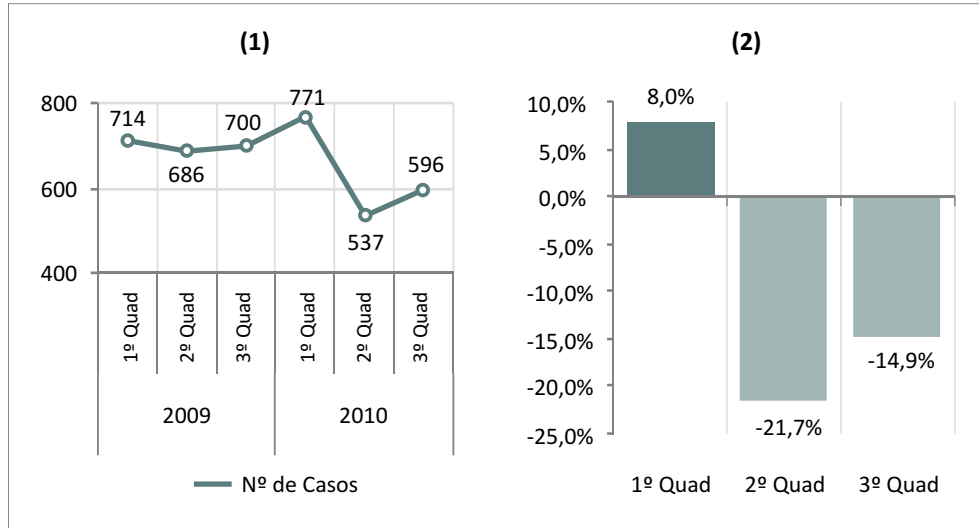 (1)
800
600
400
714
686
700
771
537
596
1º Quad
2º Quad
3º Quad
1º Quad
2º Quad
3º Quad
2009
2010
Nº de Casos
(2)
10,0%
5,0%
0,0%
-5,0%
-10,0%
-15,0%
-20,0%
-25,0%
8,0%
-21,7%
-14,9%
1º Quad
2º Quad
3º Quad